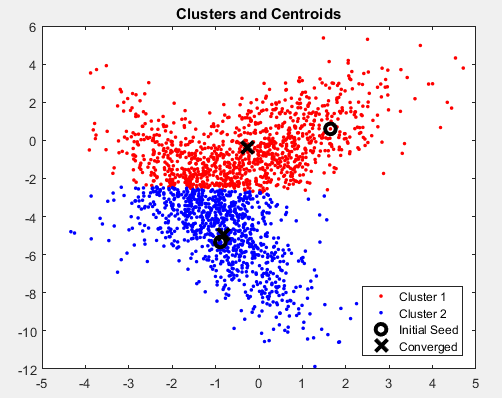 Clusters and Centroids
6
4
2
0
-2
-4
-6
-8
-10
-12
-5 -4 -3 -2 -1 0 1 2 3 4 5
Cluster 1
Cluster 2
Initial Seed
Converged